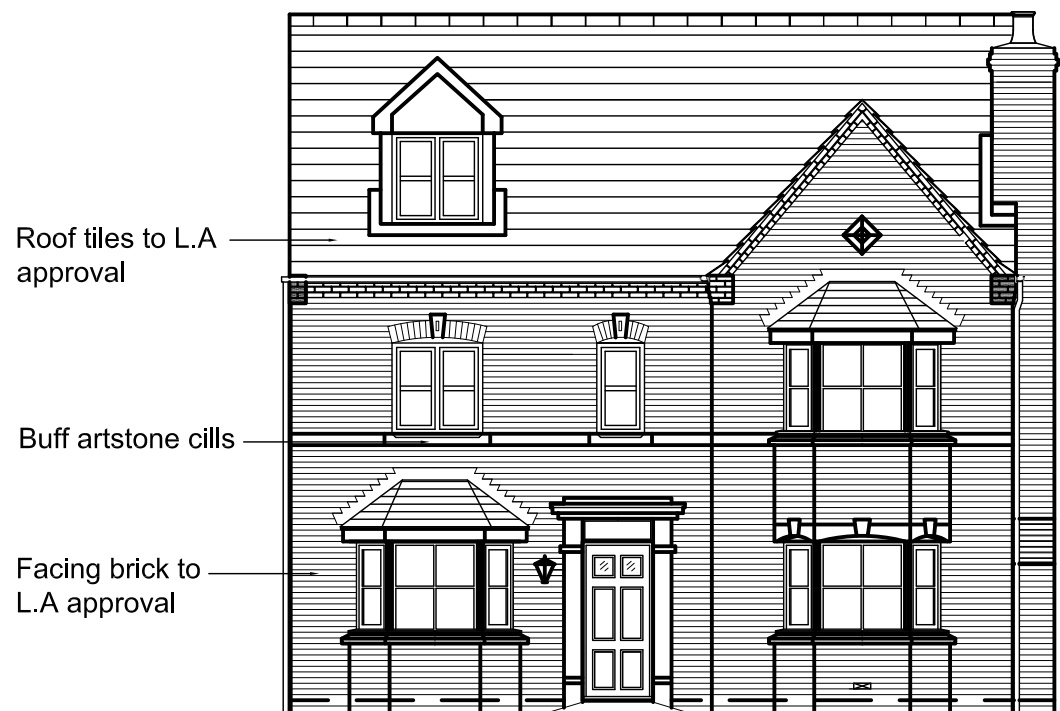 Roof tiles to L.A
approval
Buff artstone cills
Facing brick to
L.A approval